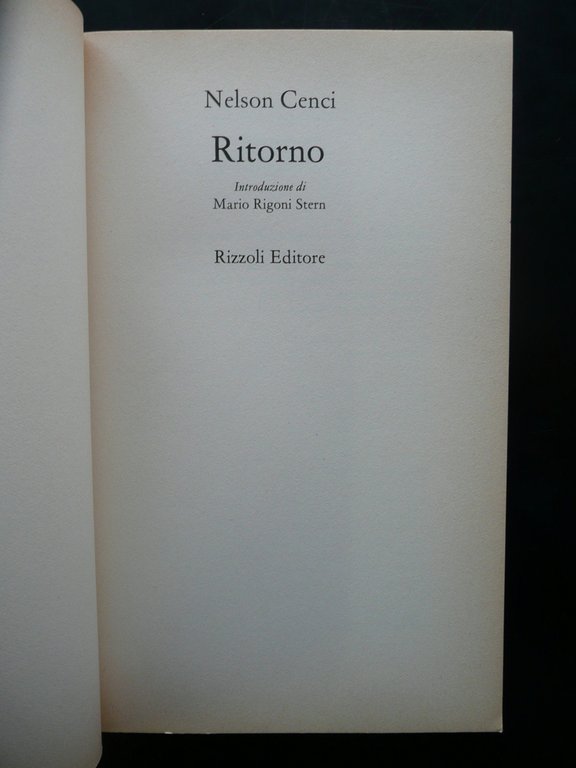 Nelson Cenci
Ritorno
Introduzione di
Mario Rigoni Stern
Rizzoli Editore